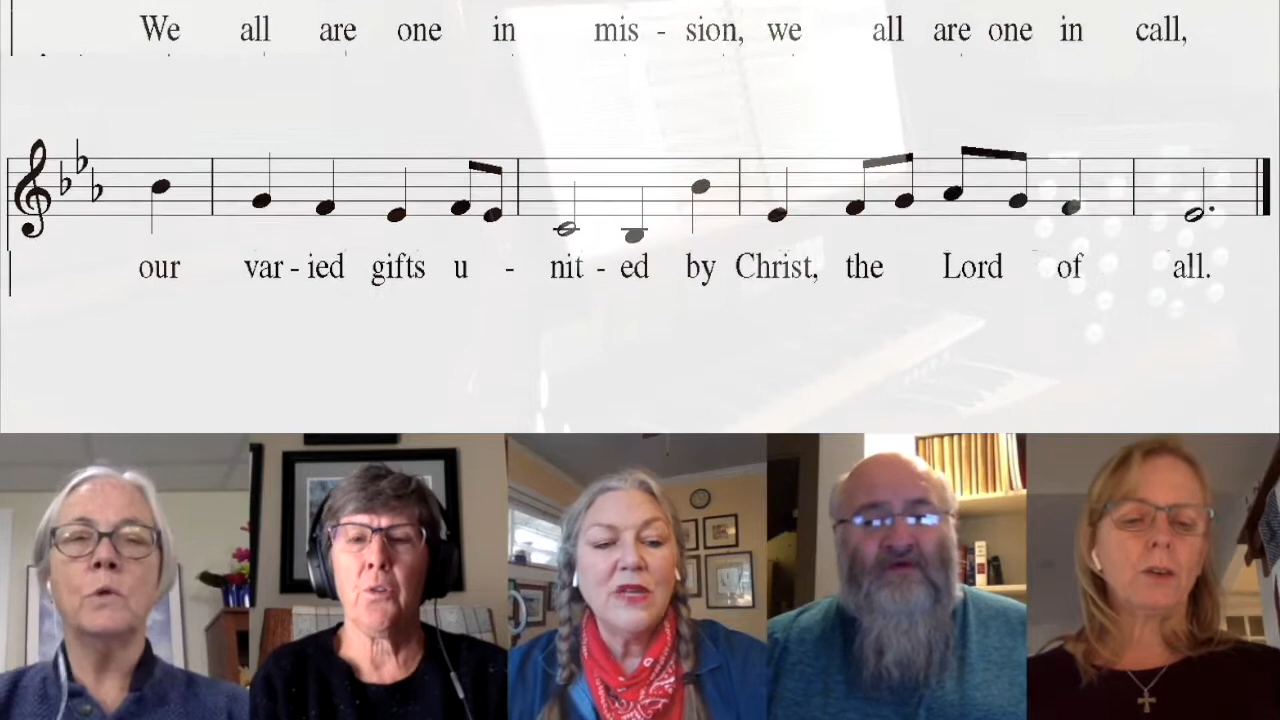 We all are one in mis - sion, we all are one in call,
our var - ied gifts u - nit - ed by Christ, the Lord of all.